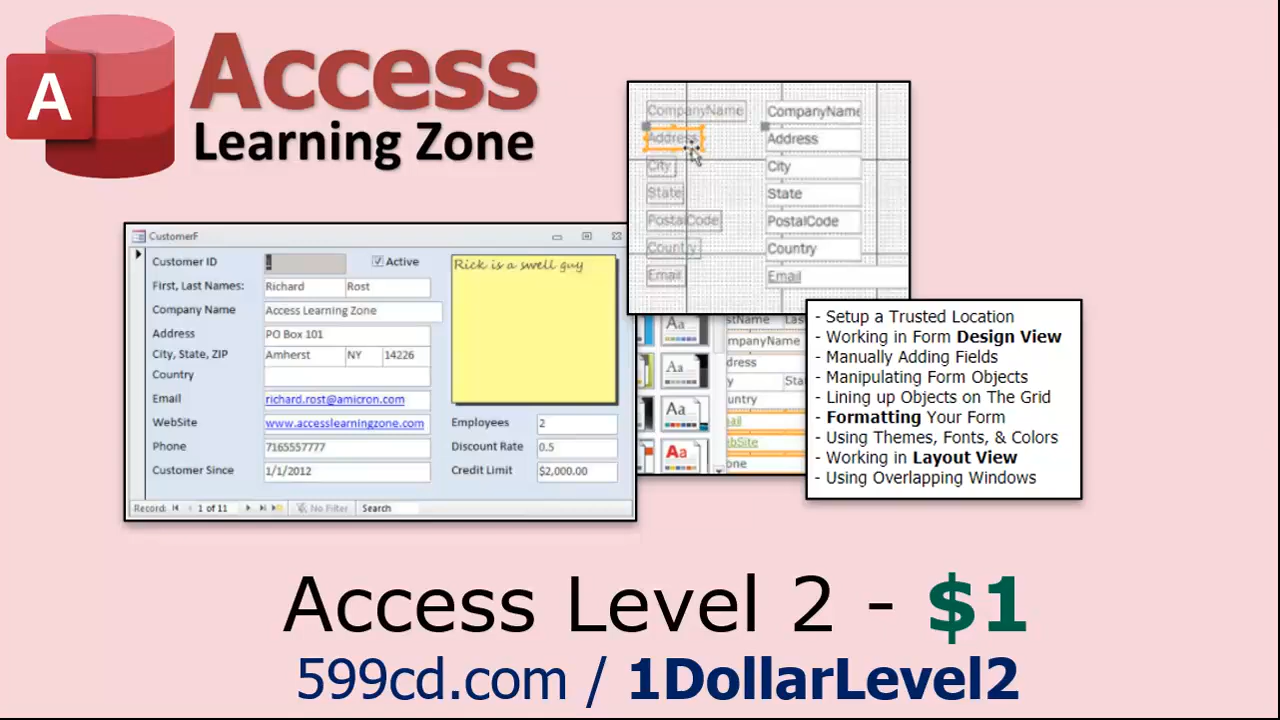 A
Access
Learning Zone
CustomerF
Customer ID
Active
First, Last Names: Richard Rost
Company Name Access Learning Zone
Address PO Box 101
City, State, ZIP Amherst NY 14226
Country
Email richard.rost@amicron.com
WebSite www.accesslearningzone.com
Phone 7165557777
Customer Since 1/1/2012
Rick is a swell guy
Employees 2
Discount Rate 0.5
Credit Limit $2,000.00
Record: 1 of 11 No Filter Search
CompanyName CompanyName
Address Address
City City
State State
PostalCode PostalCode
Country Country
Email Email
Aa
Aa
Aa
Aa
- Setup a Trusted Location
- Working in Form Design View
- Manually Adding Fields
- Manipulating Form Objects
- Lining up Objects on The Grid
- Formatting Your Form
- Using Themes, Fonts, & Colors
- Working in Layout View
- Using Overlapping Windows
Access Level 2 - $1
599cd.com / 1DollarLevel2